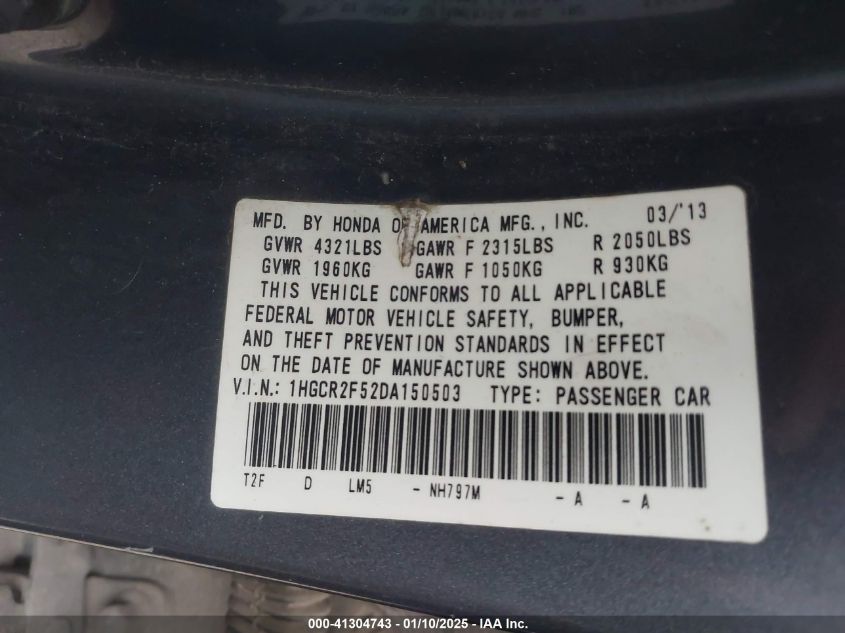 MFD. BY HONDA OF AMERICA MFG., INC. 03/'13
GVWR 4321LBS GAWR F 2315LBS R 2050LBS
GVWR 1960KG GAWR F 1050KG R 930KG
THIS VEHICLE CONFORMS TO ALL APPLICABLE
FEDERAL MOTOR VEHICLE SAFETY, BUMPER,
AND THEFT PREVENTION STANDARDS IN EFFECT
ON THE DATE OF MANUFACTURE SHOWN ABOVE.
V.I.N.: 1HGCR2F52DA150503 TYPE: PASSENGER CAR
T2F D LM5 - NH797M - A - A
000-41304743 - 01/10/2025 - IAA Inc.